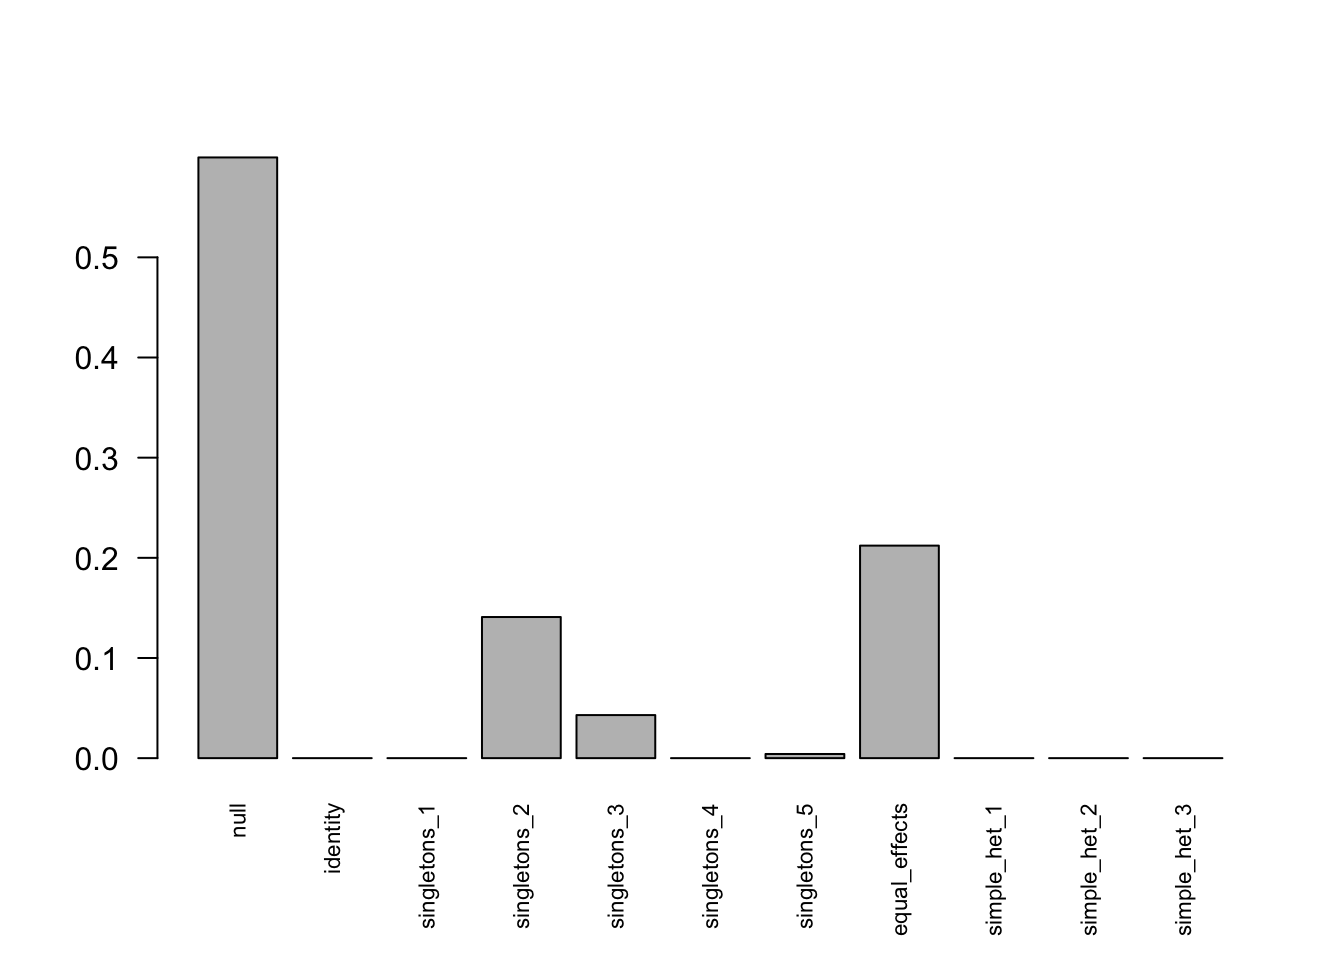 0.5
0.4
0.3
0.2
0.1
0.0
null
identity
singletons_1
singletons_2
singletons_3
singletons_4
singletons_5
equal_effects
simple_het_1
simple_het_2
simple_het_3